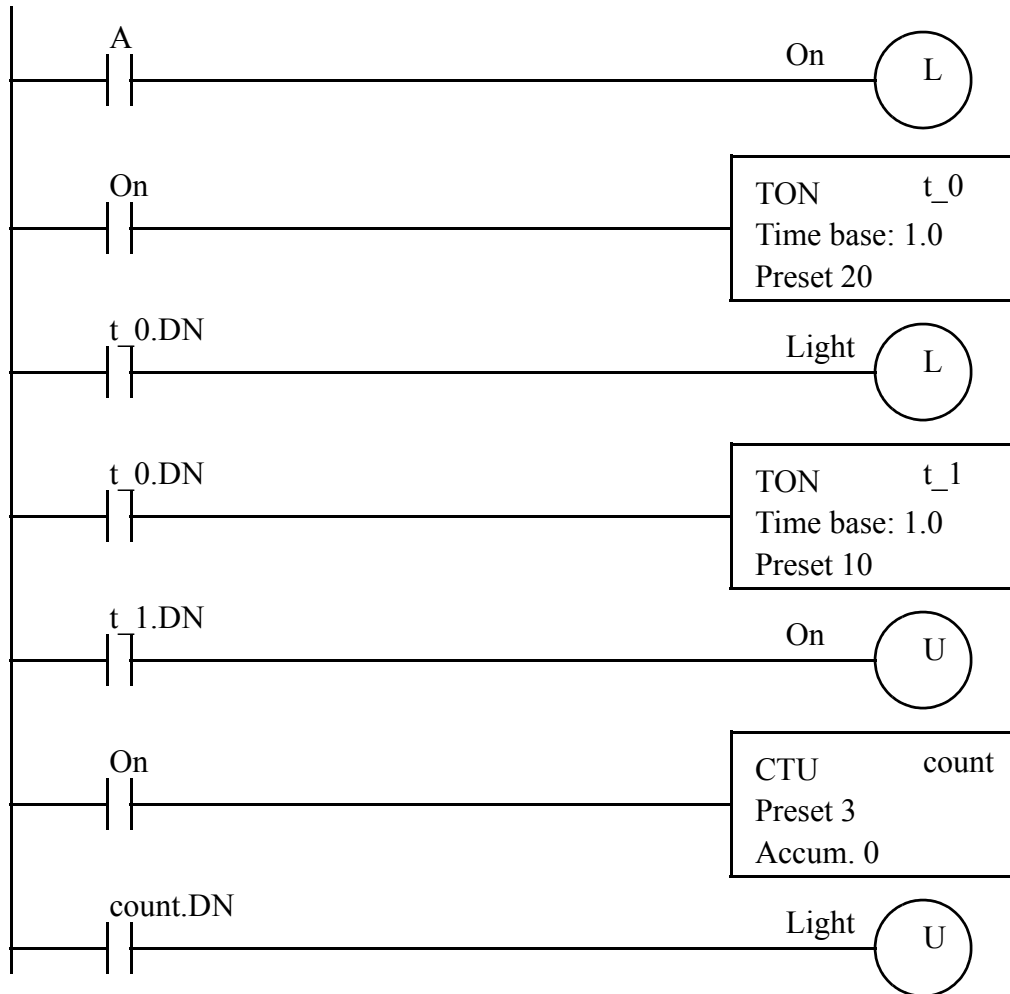 A
On L
On
TON t_0
Time base: 1.0
Preset 20
t_0.DN
Light L
t_0.DN
TON t_1
Time base: 1.0
Preset 10
t_1.DN
On U
On
CTU count
Preset 3
Accum. 0
count.DN
Light U